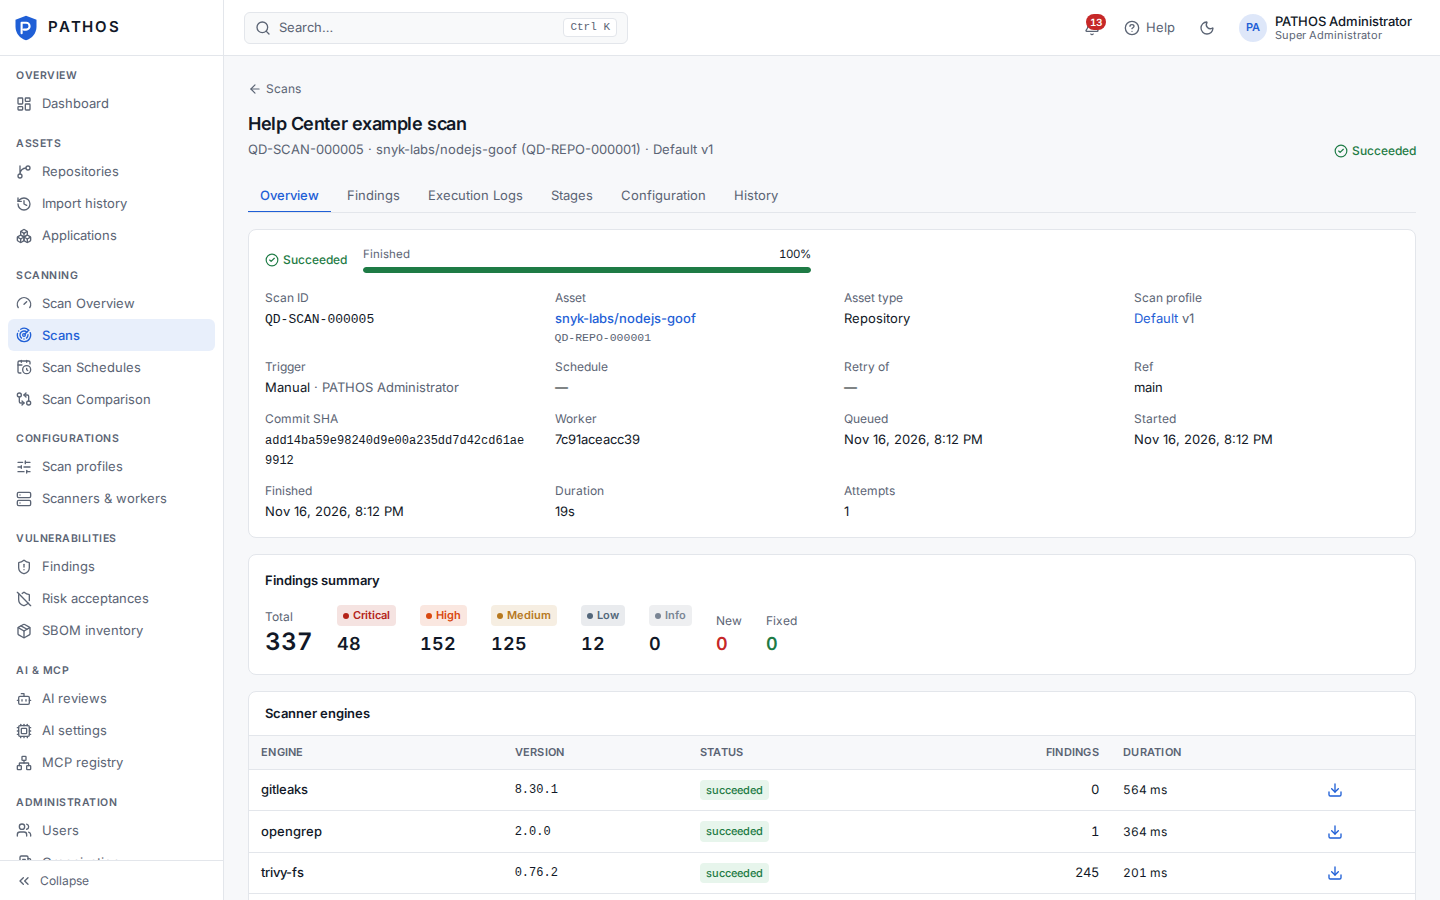 PATHOS
Search...
Ctrl K
13
Help
PA
PATHOS Administrator
Super Administrator
OVERVIEW
Dashboard
ASSETS
Repositories
Import history
Applications
SCANNING
Scan Overview
Scans
Scan Schedules
Scan Comparison
CONFIGURATIONS
Scan profiles
Scanners & workers
VULNERABILITIES
Findings
Risk acceptances
SBOM inventory
AI & MCP
AI reviews
AI settings
MCP registry
ADMINISTRATION
Users
Collapse
Scans
Help Center example scan
QD-SCAN-000005 · snyk-labs/nodejs-goof (QD-REPO-000001) · Default v1
Succeeded
Overview Findings Execution Logs Stages Configuration History
Succeeded
Finished 100%
Scan ID Asset Asset type Scan profile
QD-SCAN-000005 snyk-labs/nodejs-goof Repository Default v1
QD-REPO-000001
Trigger Schedule Retry of Ref
Manual · PATHOS Administrator — — main
Commit SHA Worker Queued Started
add14ba59e98240d9e00a235dd7d42cd61ae 7c91aceacc39 Nov 16, 2026, 8:12 PM Nov 16, 2026, 8:12 PM
9912
Finished Duration Attempts
Nov 16, 2026, 8:12 PM 19s 1
Findings summary
Total Critical High Medium Low Info New Fixed
337 48 152 125 12 0 0 0
Scanner engines
ENGINE VERSION STATUS FINDINGS DURATION
gitleaks 8.30.1 succeeded 0 564 ms
opengrep 2.0.0 succeeded 1 364 ms
trivy-fs 0.76.2 succeeded 245 201 ms